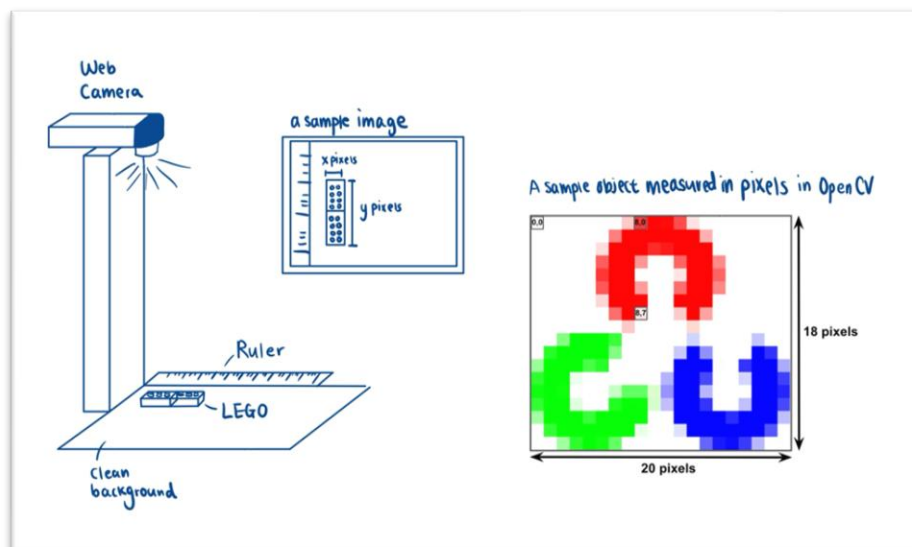 Web
Camera
a sample image
x pixels
y pixels
Ruler
LEGO
Clean
background
A sample object measured in pixels in OpenCV
0,0
8,0
8,7
18 pixels
20 pixels